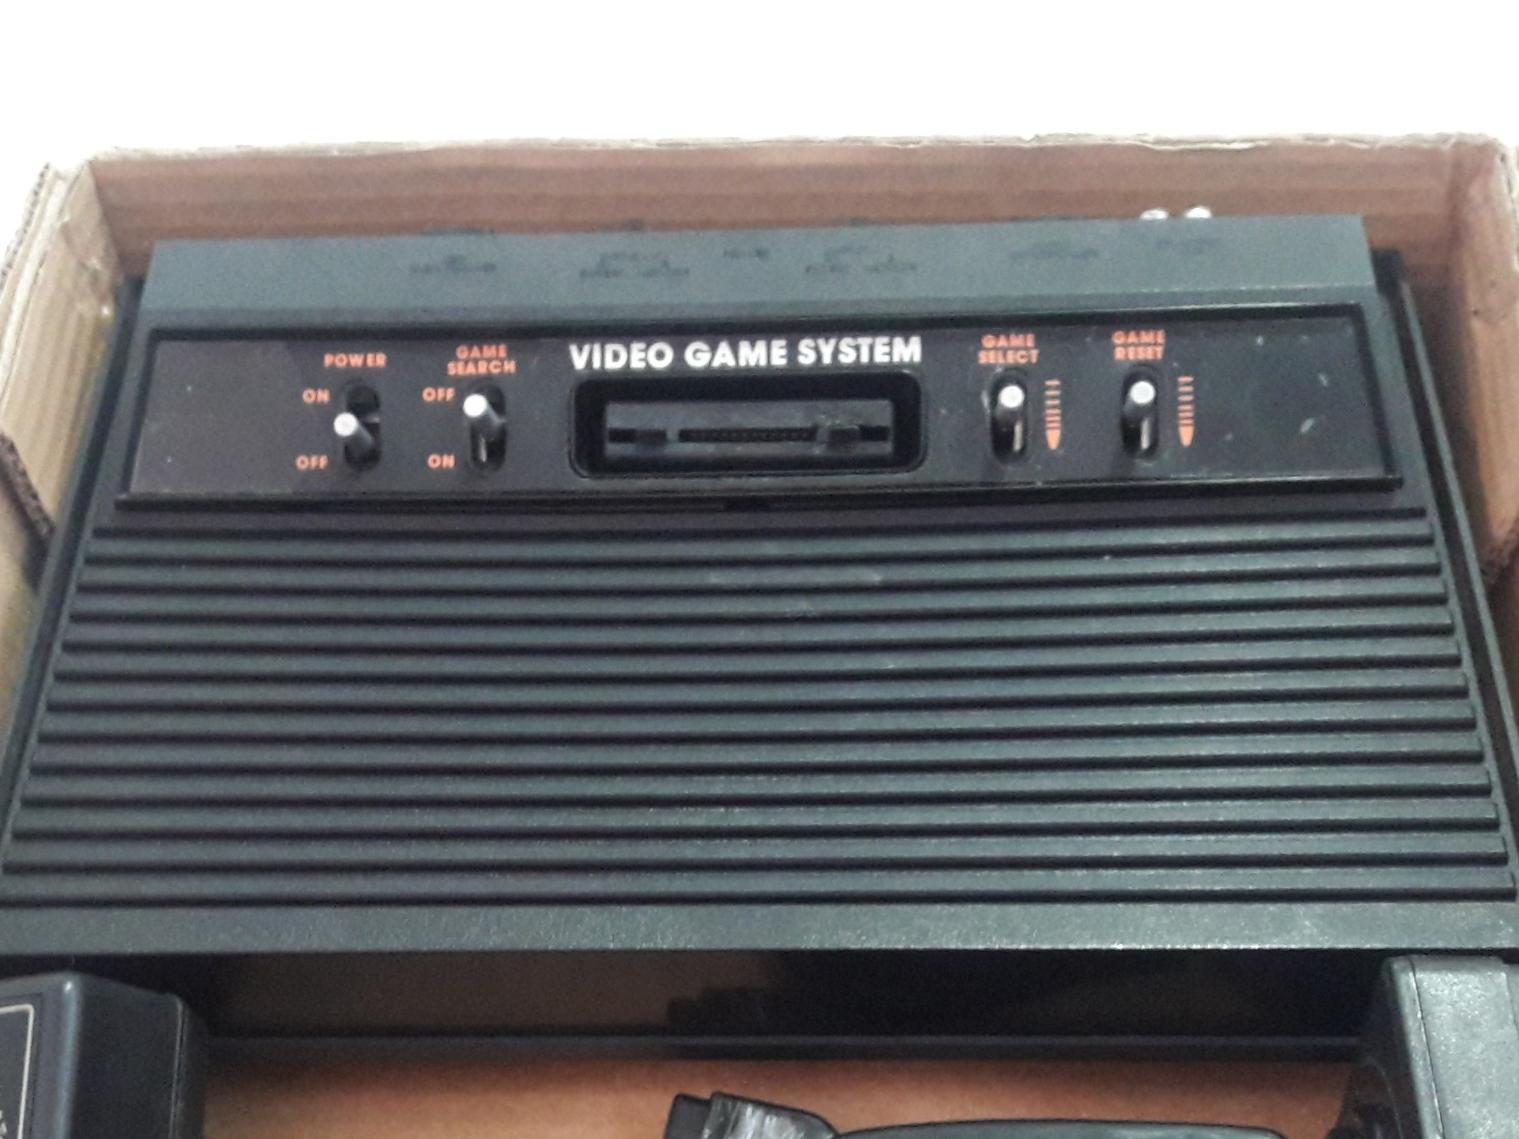 POWER
ON
OFF
GAME
SEARCH
OFF
ON
VIDEO GAME SYSTEM
GAME
SELECT
GAME
RESET